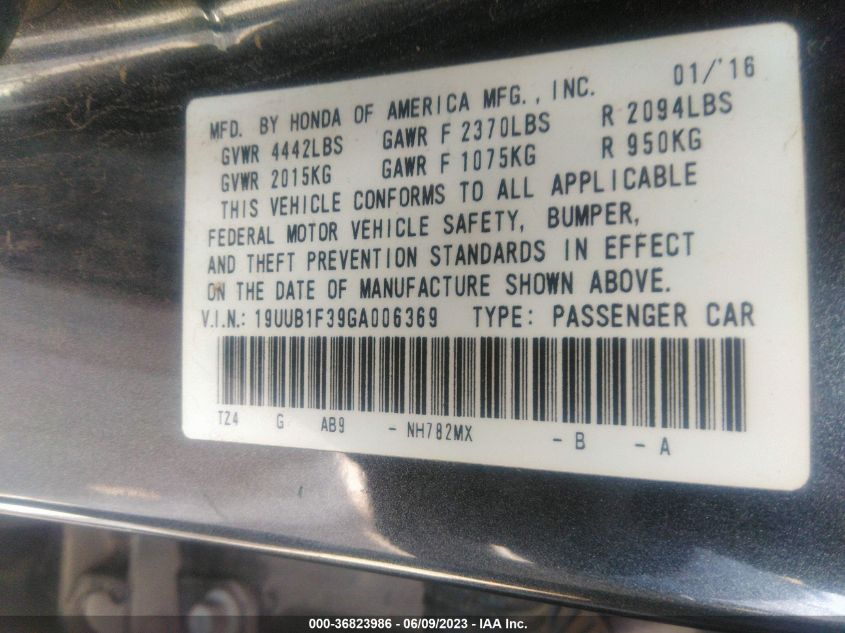 01/'16
MFD. BY HONDA OF AMERICA MFG., INC.
GVWR 4442LBS GAWR F 2370LBS R 2094LBS
GVWR 2015KG GAWR F 1075KG R 950KG
THIS VEHICLE CONFORMS TO ALL APPLICABLE
FEDERAL MOTOR VEHICLE SAFETY, BUMPER,
AND THEFT PREVENTION STANDARDS IN EFFECT
ON THE DATE OF MANUFACTURE SHOWN ABOVE.
V.I.N.: 19UUB1F39GA006369 TYPE: PASSENGER CAR
TZ4 G AB9 - NH782MX - B - A
000-36823986 - 06/09/2023 - IAA Inc.